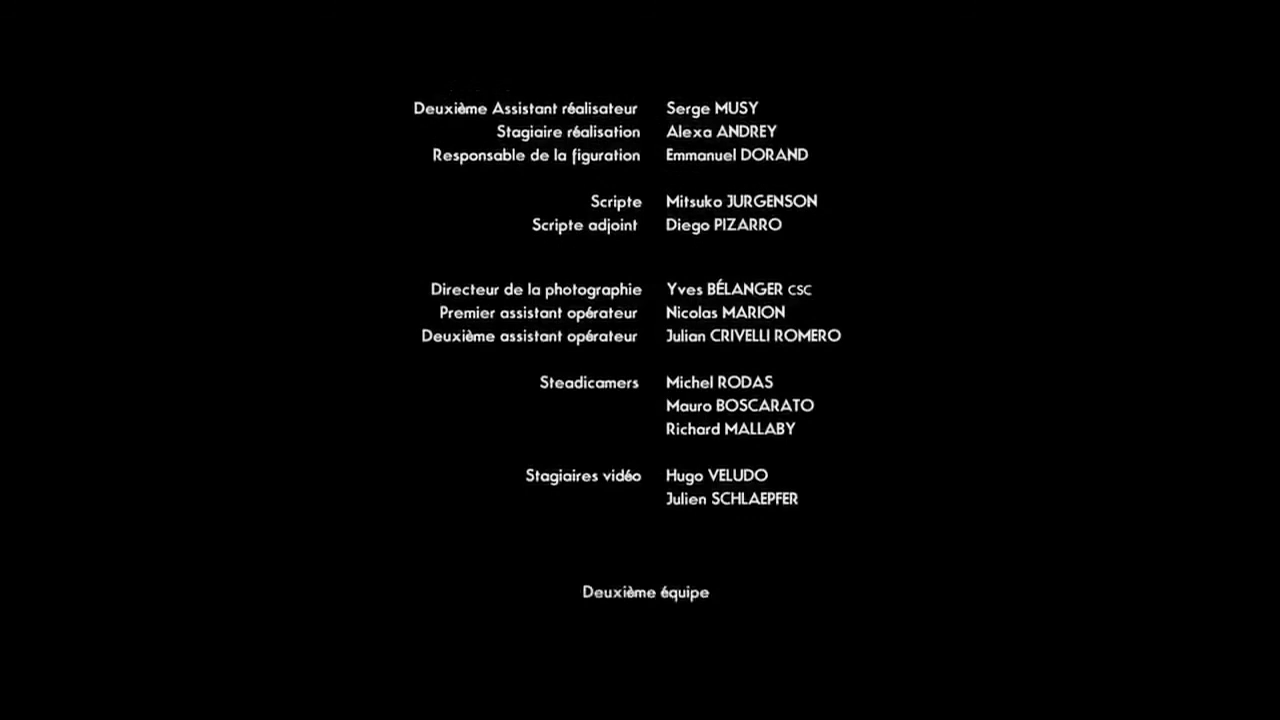 Deuxième Assistant réalisateur Serge MUSY
Stagiaire réalisation Alexa ANDREY
Responsable de la figuration Emmanuel DORAND
Scripte Mitsuko JURGENSON
Scripte adjoint Diego PIZARRO
Directeur de la photographie Yves BÉLANGER CSC
Premier assistant opérateur Nicolas MARION
Deuxième assistant opérateur Julian CRIVELLI ROMERO
Steadicamers Michel RODAS
Mauro BOSCARATO
Richard MALLABY
Stagiaires vidéo Hugo VELUDO
Julien SCHLAEPFER
Deuxième équipe